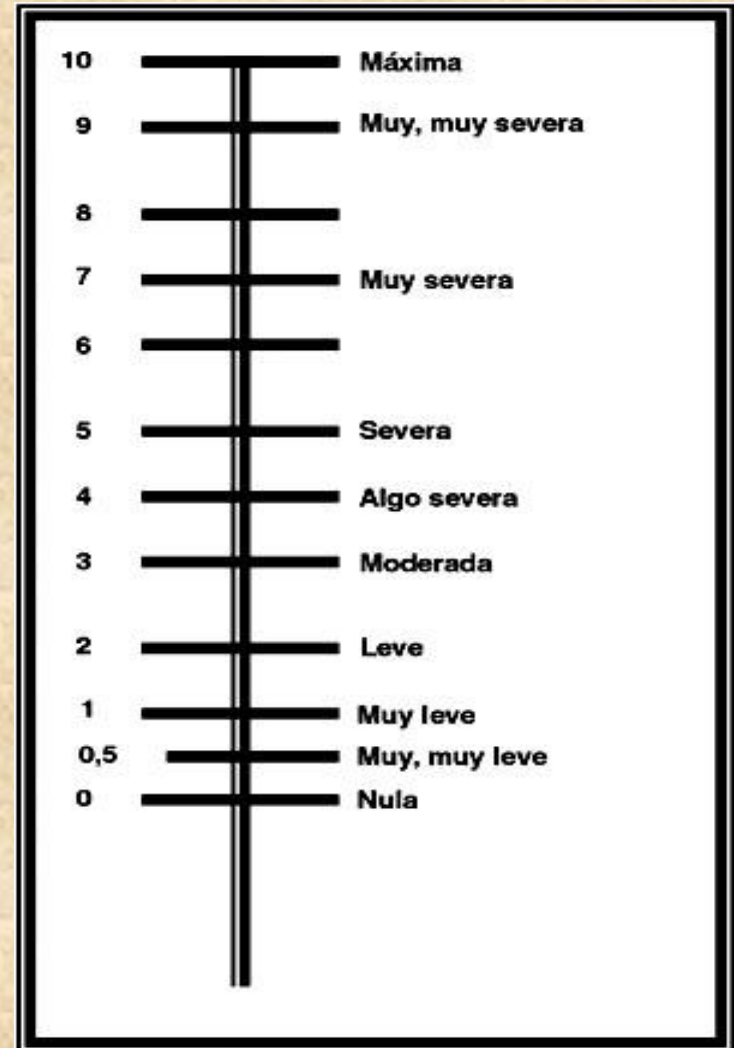 10 Máxima
9 Muy, muy severa
8
7 Muy severa
6
5 Severa
4 Algo severa
3 Moderada
2 Leve
1 Muy leve
0,5 Muy, muy leve
0 Nula